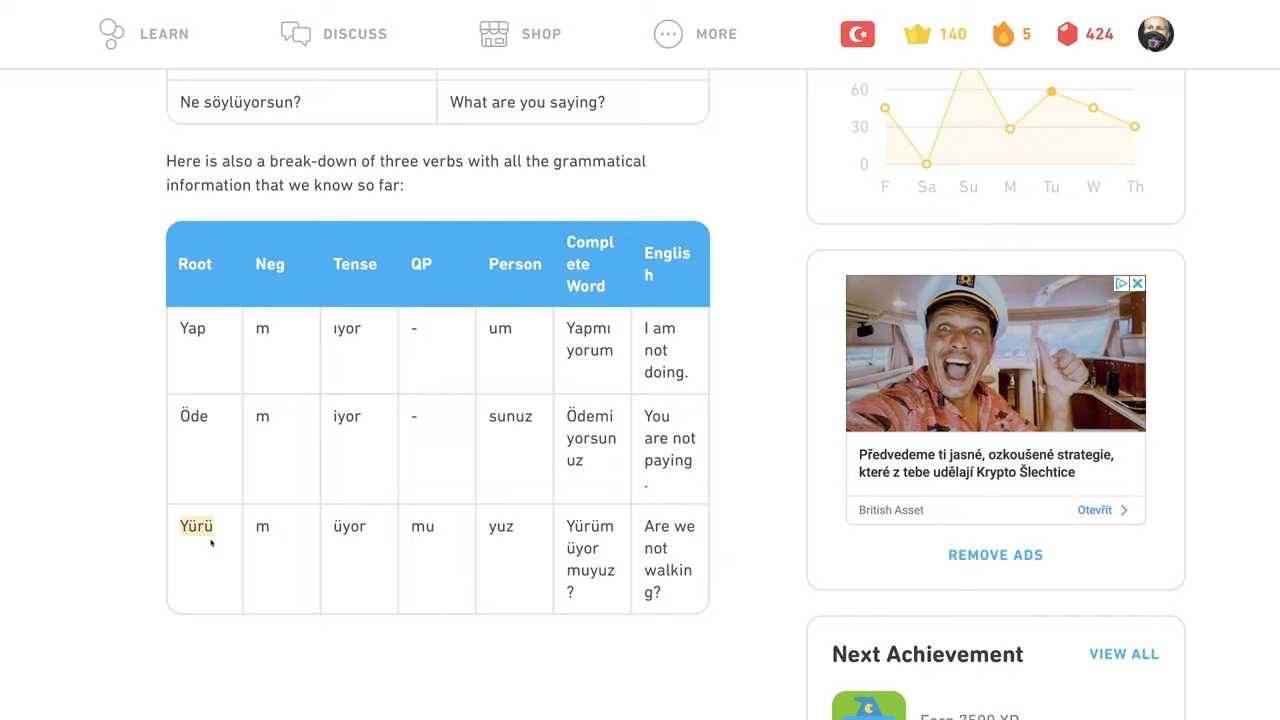 LEARN
DISCUSS
SHOP
MORE
140
5
424
Ne söylüyorsun?
What are you saying?
Here is also a break-down of three verbs with all the grammatical
information that we know so far:
Root
Neg
Tense
QP
Person
Compl
ete
Word
Englis
h
Yap
m
ıyor
-
um
Yapmı
yorum
I am
not
doing.
Öde
m
iyor
-
sunuz
Ödemi
yorsun
uz
You
are not
paying
.
Yürü
m
üyor
mu
yuz
Yürüm
üyor
muyuz
?
Are we
not
walkin
g?
60
30
0
F Sa Su M Tu W Th
Předvedeme ti jasné, ozkoušené strategie,
které z tebe udělají Krypto Šlechtice
British Asset
Otevřít
REMOVE ADS
Next Achievement
VIEW ALL
Earn 7500 XP